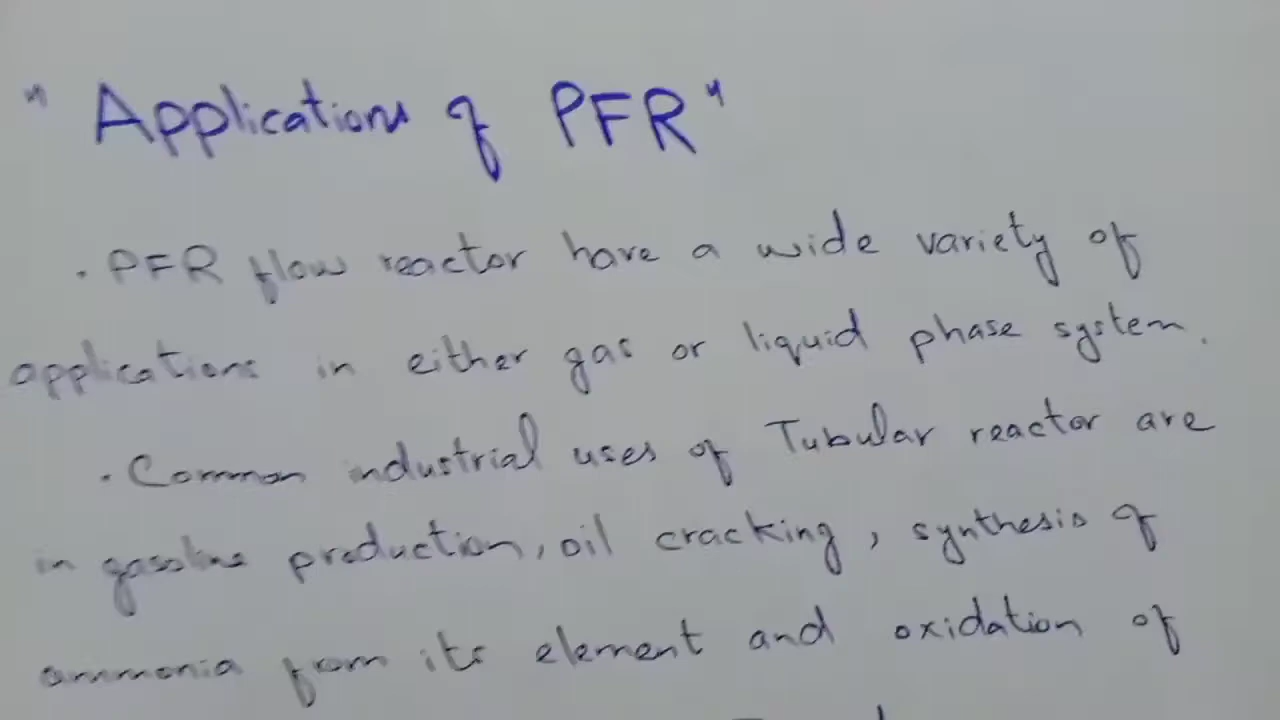 " Applications of PFR "
. PFR flow reactor have a wide variety of
applications in either gas or liquid phase system.
. Common industrial uses of Tubular reactor are
in gasoline production, oil cracking, synthesis of
ammonia from its element and oxidation of